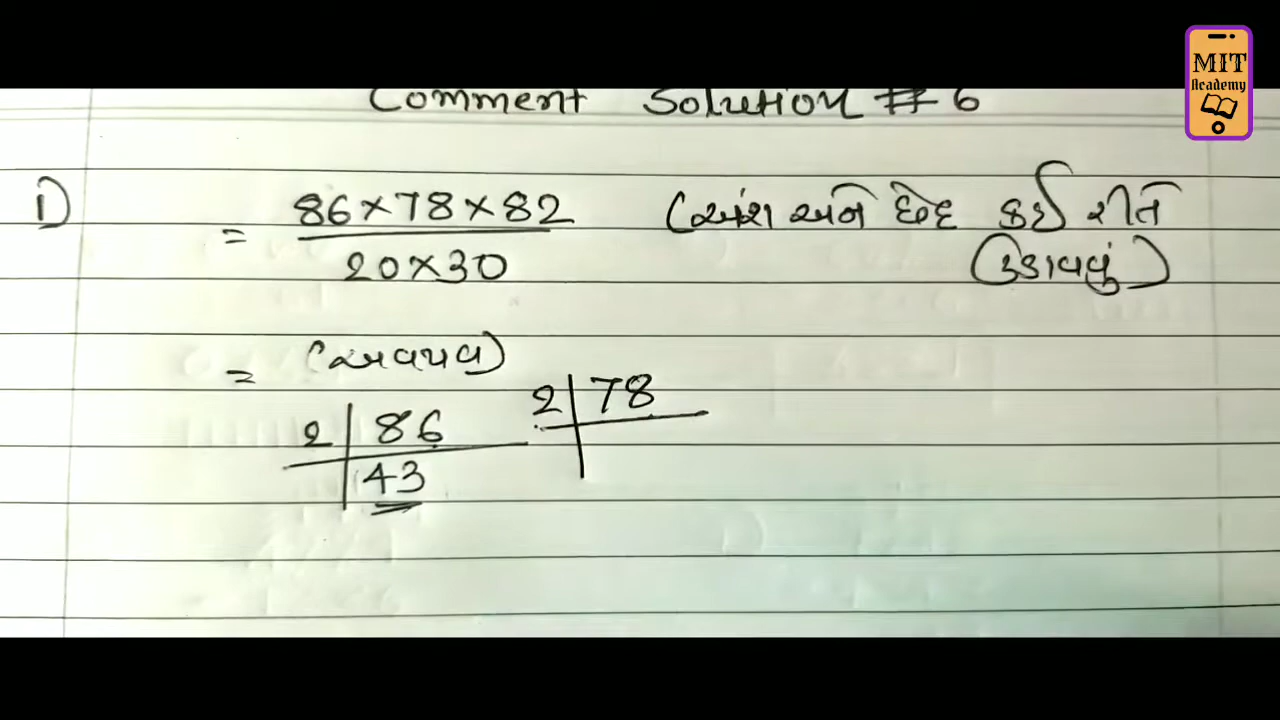 MIT
Academy
Comment Solution # 6
1) = 86×78×82 (અંશ અને છેદ કઈ રીતે
20×30 ઉડાવવું)
= (અવયવ)
2 | 86 2 | 78
43